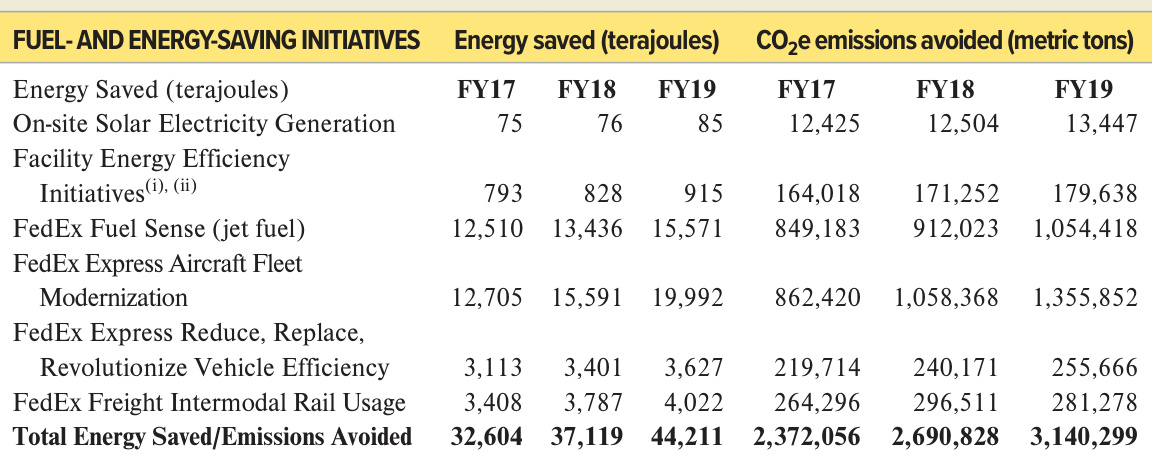 FUEL- AND ENERGY-SAVING INITIATIVES Energy saved (terajoules) CO₂e emissions avoided (metric tons)
Energy Saved (terajoules) FY17 FY18 FY19 FY17 FY18 FY19
On-site Solar Electricity Generation 75 76 85 12,425 12,504 13,447
Facility Energy Efficiency
Initiatives(i), (ii) 793 828 915 164,018 171,252 179,638
FedEx Fuel Sense (jet fuel) 12,510 13,436 15,571 849,183 912,023 1,054,418
FedEx Express Aircraft Fleet
Modernization 12,705 15,591 19,992 862,420 1,058,368 1,355,852
FedEx Express Reduce, Replace,
Revolutionize Vehicle Efficiency 3,113 3,401 3,627 219,714 240,171 255,666
FedEx Freight Intermodal Rail Usage 3,408 3,787 4,022 264,296 296,511 281,278
Total Energy Saved/Emissions Avoided 32,604 37,119 44,211 2,372,056 2,690,828 3,140,299